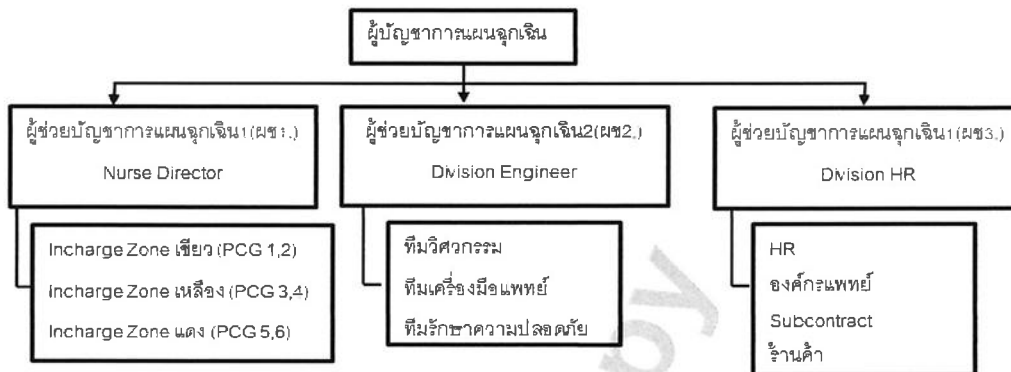 ผู้บัญชาการแผนฉุกเฉิน
ผู้ช่วยบัญชาการแผนฉุกเฉิน1(ผช1.)
Nurse Director
ผู้ช่วยบัญชาการแผนฉุกเฉิน2(ผช2.)
Division Engineer
ผู้ช่วยบัญชาการแผนฉุกเฉิน1(ผช3.)
Division HR
Incharge Zone เขียว (PCG 1,2)
Incharge Zone เหลือง (PCG 3,4)
Incharge Zone แดง (PCG 5,6)
ทีมวิศวกรรม
ทีมเครื่องมือแพทย์
ทีมรักษาความปลอดภัย
HR
องค์กรแพทย์
Subcontract
ร้านค้า